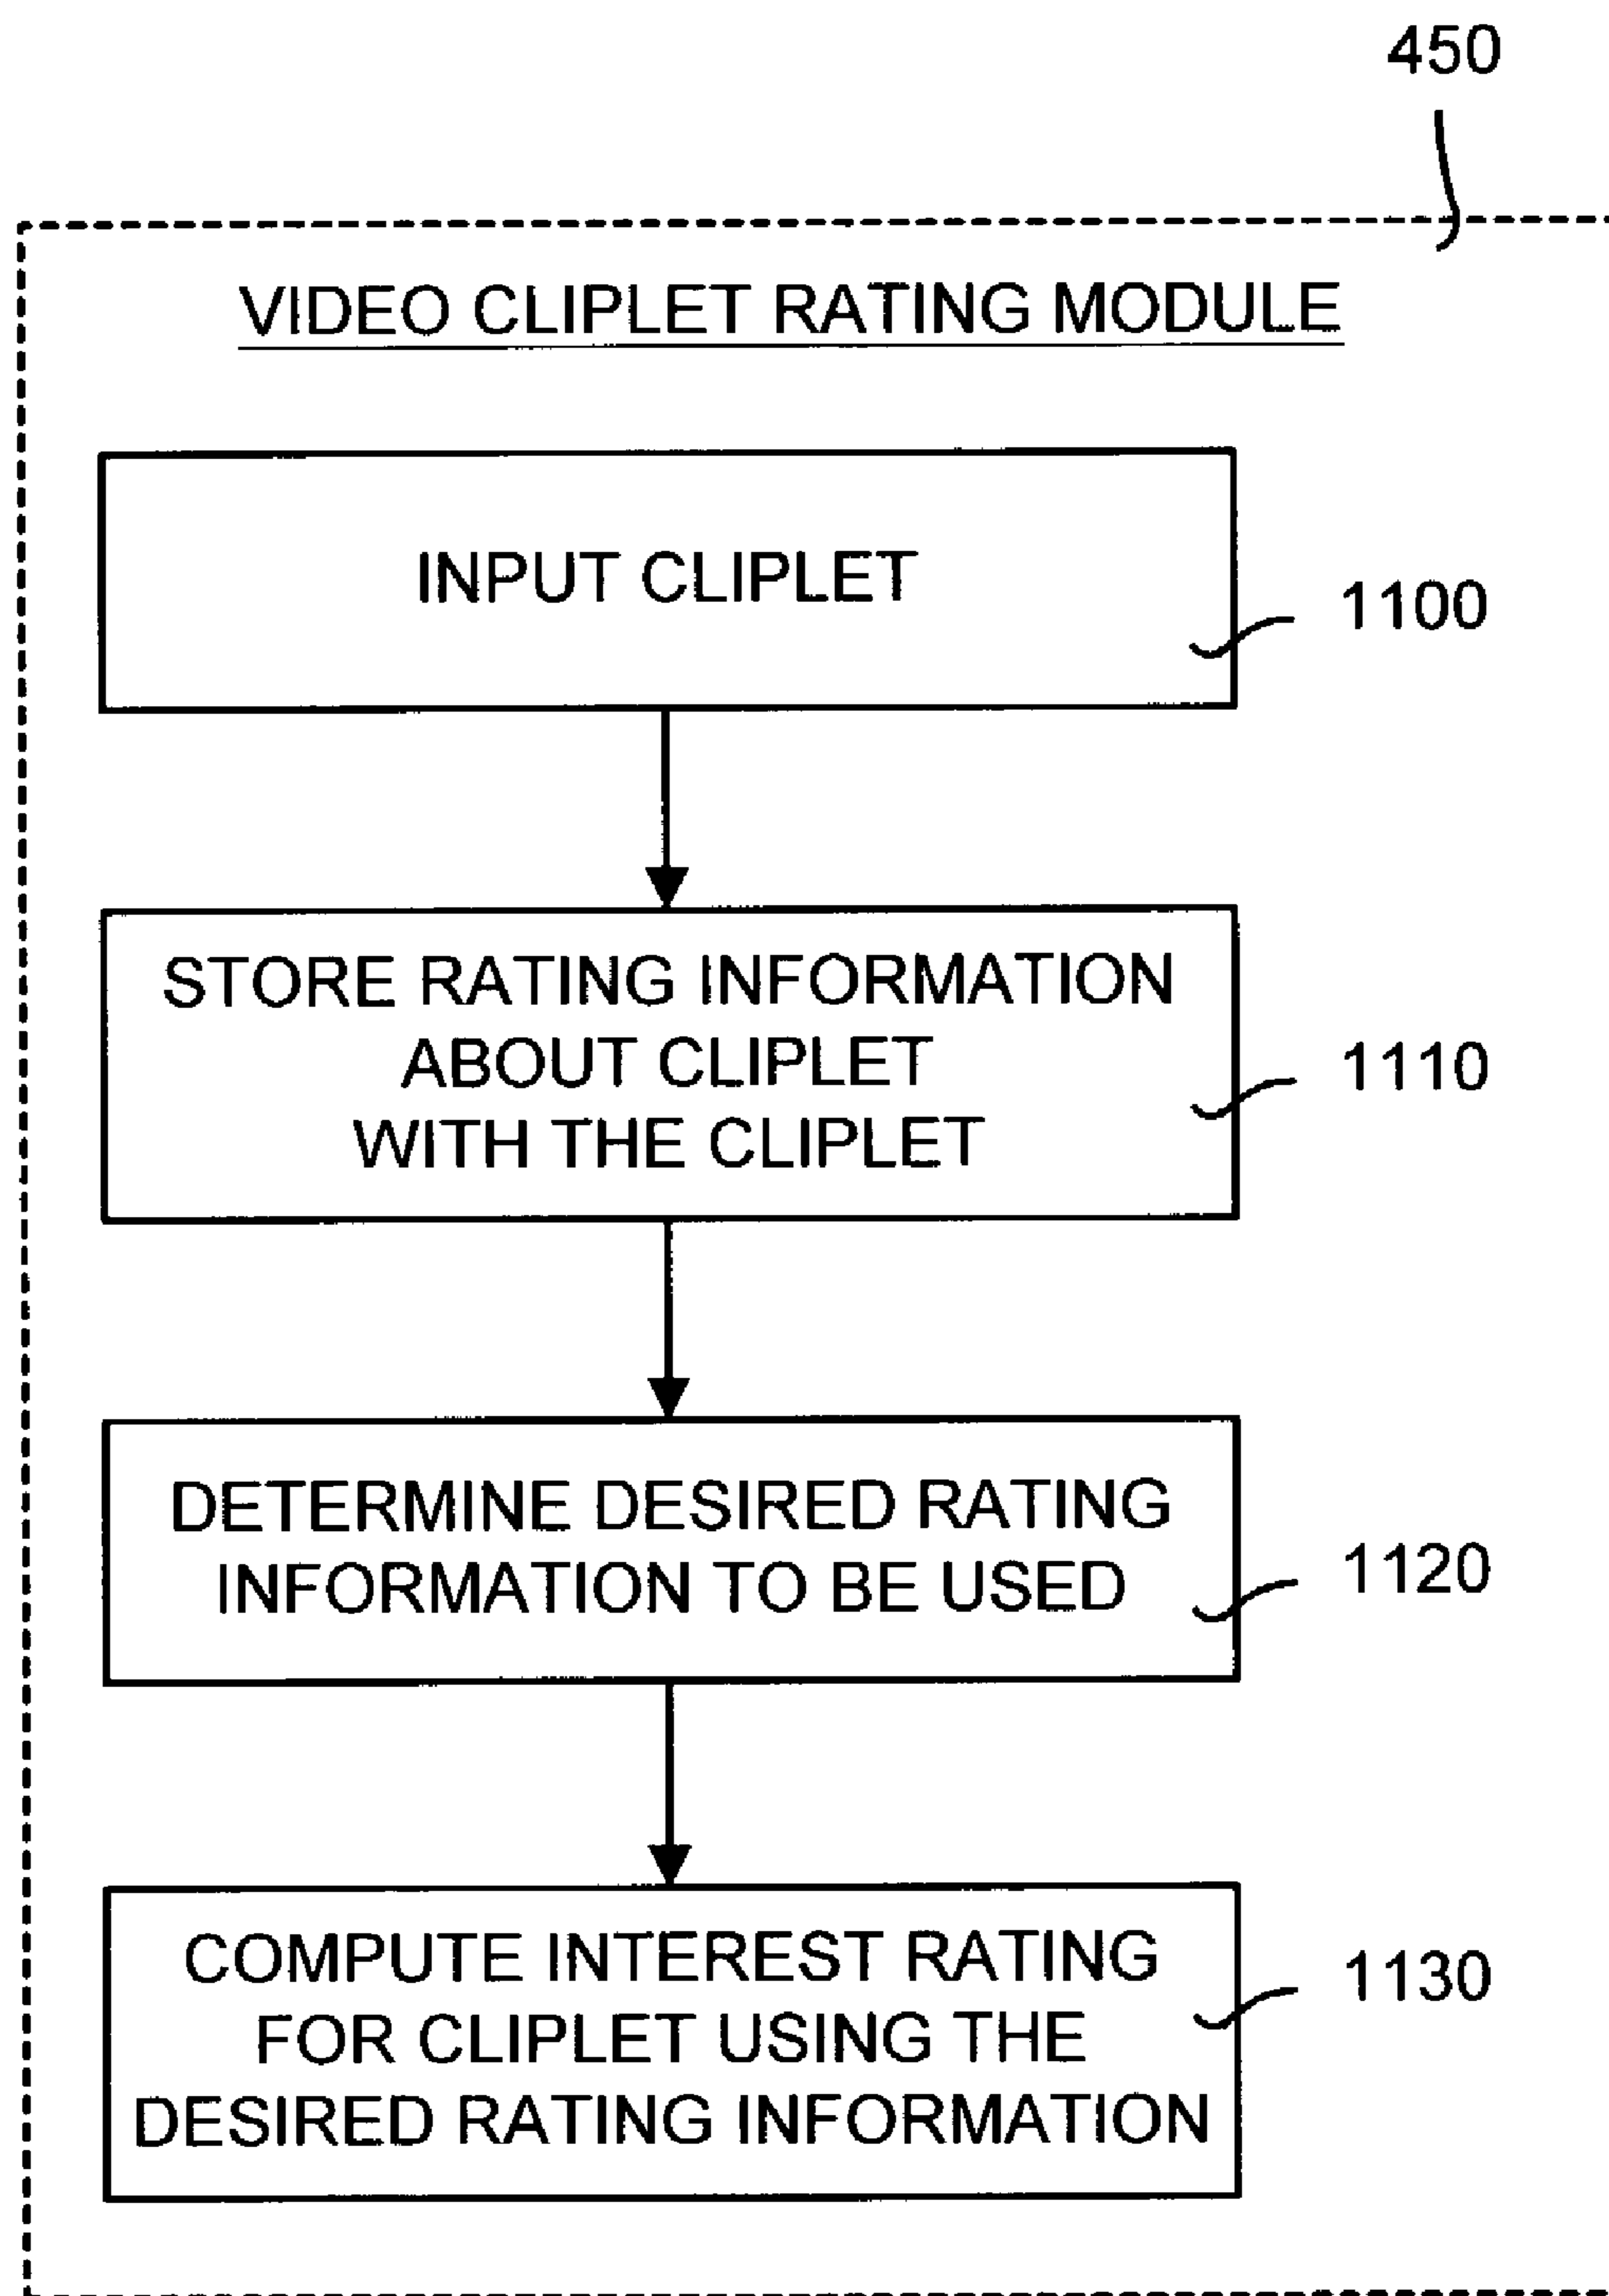 450
VIDEO CLIPLET RATING MODULE
INPUT CLIPLET
1100
STORE RATING INFORMATION
ABOUT CLIPLET
WITH THE CLIPLET
1110
DETERMINE DESIRED RATING
INFORMATION TO BE USED
1120
COMPUTE INTEREST RATING
FOR CLIPLET USING THE
DESIRED RATING INFORMATION
1130